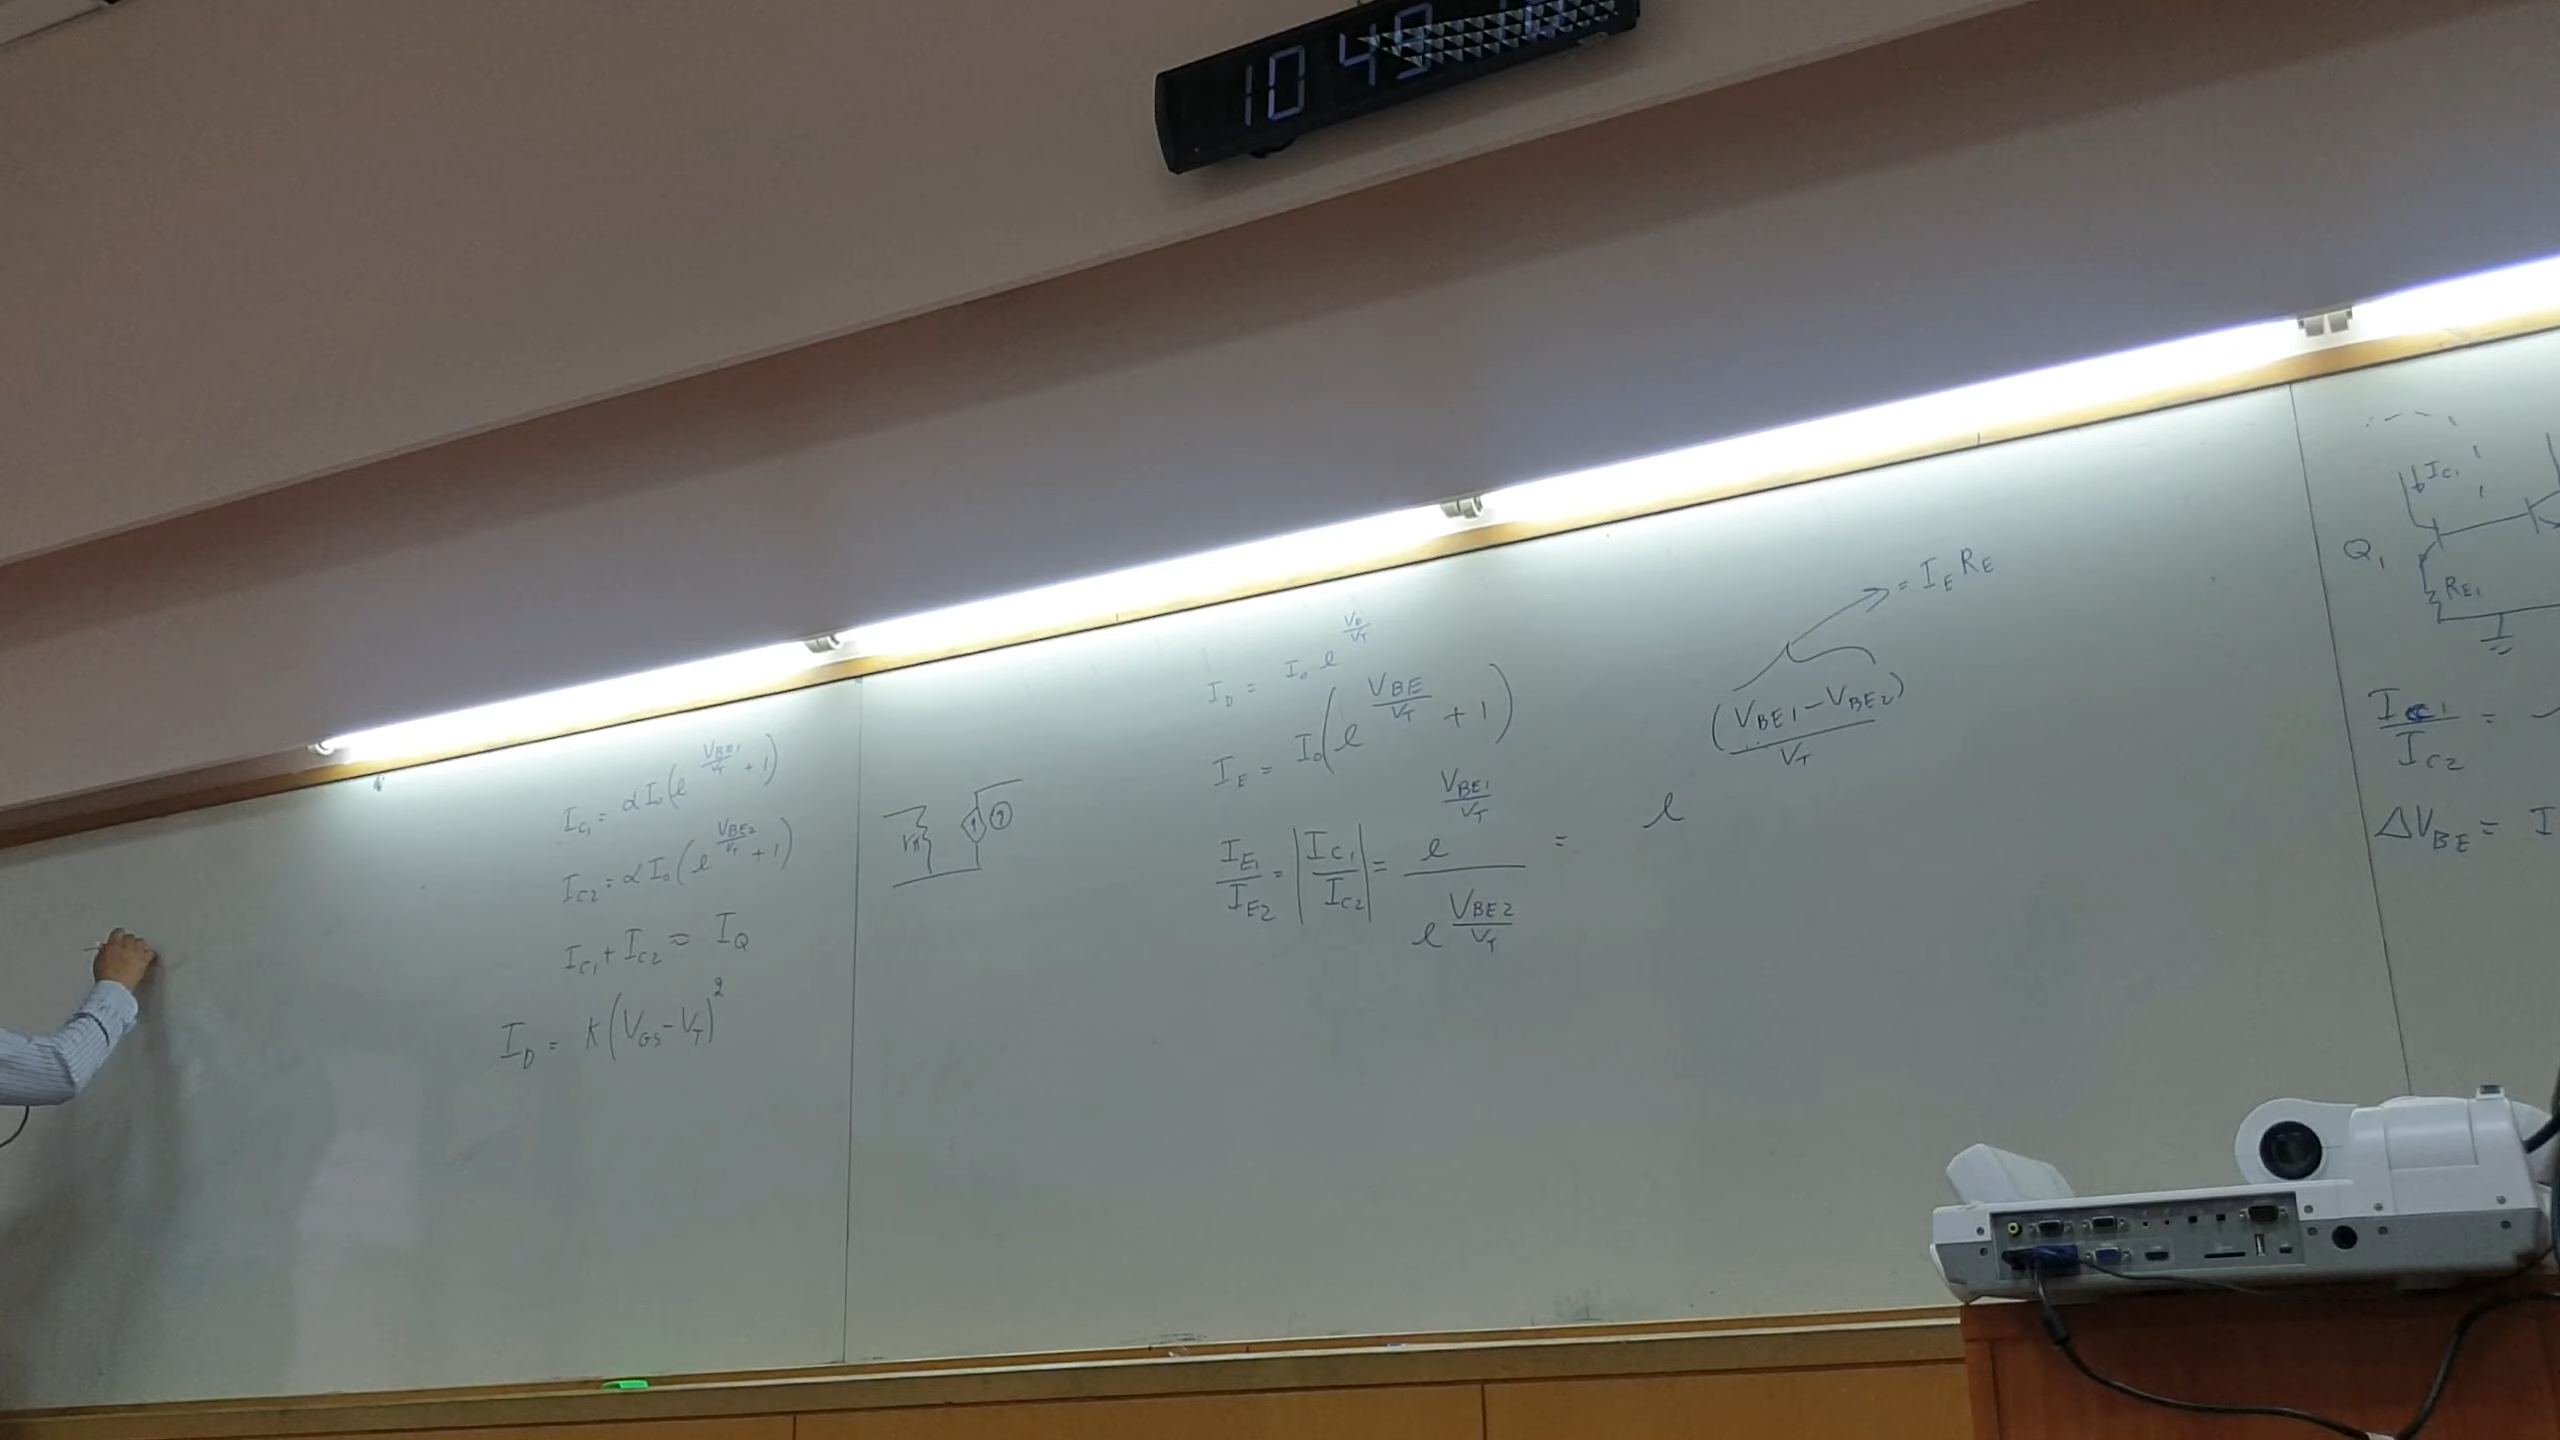 10 49
I_C1 = αI_o(e^(V_BE1/V_T) + 1)
I_C2 = αI_o(e^(V_BE2/V_T) + 1)
I_C1 + I_C2 ≈ I_Q
I_D = K(V_GS - V_T)^2
rπ
I_D = I_o e^(V_D/V_T)
I_E = I_o(e^(V_BE/V_T) + 1)
I_E1/I_E2 = |I_C1/I_C2| = e^(V_BE1/V_T)/e^(V_BE2/V_T) = e^((V_BE1 - V_BE2)/V_T)
= I_E R_E
I_C1
Q_1
R_E1
I_C1/I_C2 =
ΔV_BE = I